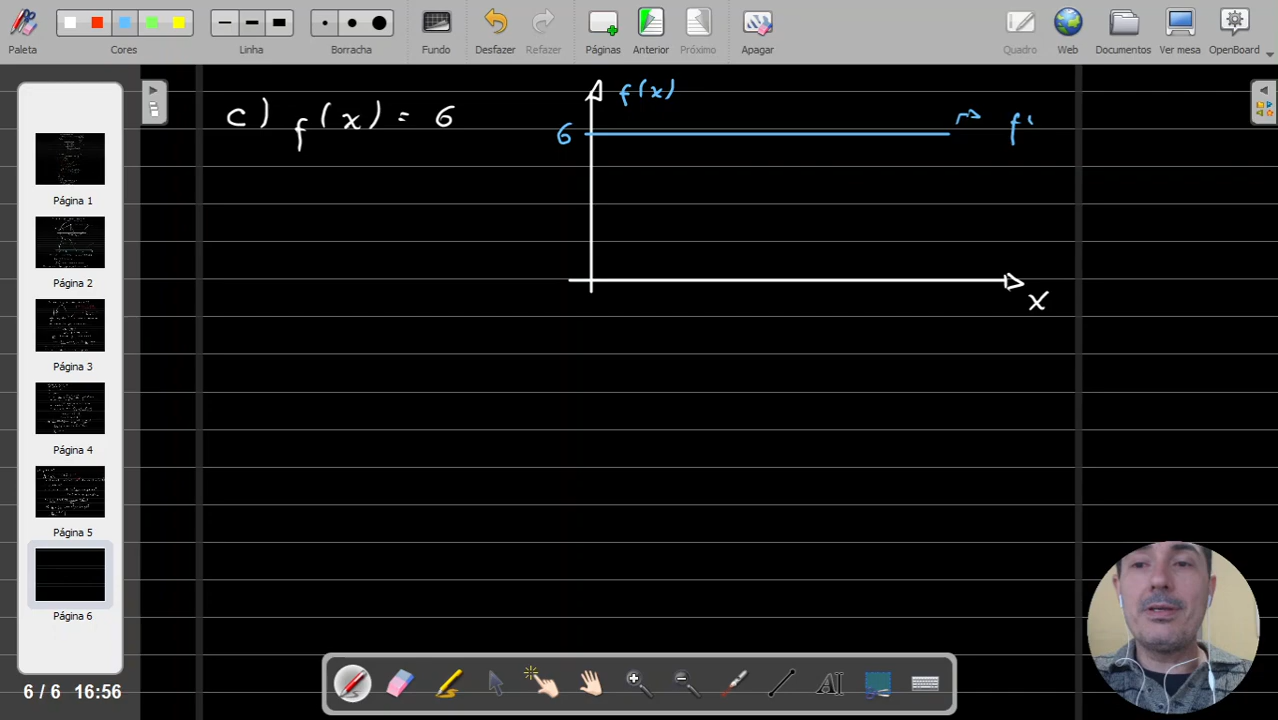 Paleta
Cores
Linha
Borracha
Fundo
Desfazer
Refazer
Páginas
Anterior
Próximo
Apagar
Quadro
Web
Documentos
Ver mesa
OpenBoard
c) f(x) = 6
f(x)
6
f
x
Página 1
Página 2
Página 3
Página 4
Página 5
Página 6
6 / 6 16:56
AI